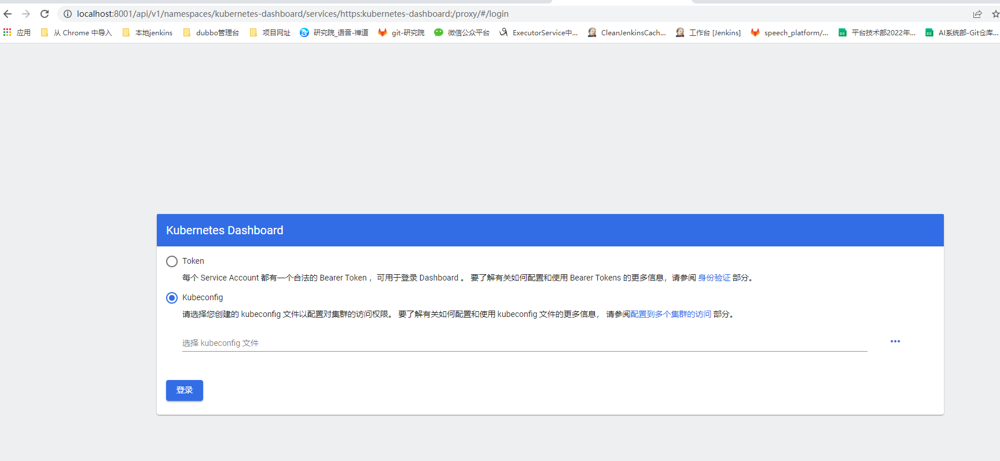 localhost:8001/api/v1/namespaces/kubernetes-dashboard/services/https:kubernetes-dashboard:/proxy/#/login
应用 从 Chrome 中导入 本地jenkins dubbo管理台 项目网址 研究院_语音-禅道 git-研究院 微信公众平台 ExecutorService中... CleanJenkinsCach... 工作台 [Jenkins] speech_platform/... 平台技术部2022年... AI系统部-Git仓库...
Kubernetes Dashboard
Token
每个 Service Account 都有一个合法的 Bearer Token ，可用于登录 Dashboard 。 要了解有关如何配置和使用 Bearer Tokens 的更多信息，请参阅 身份验证 部分。
Kubeconfig
请选择您创建的 kubeconfig 文件以配置对集群的访问权限。 要了解有关如何配置和使用 kubeconfig 文件的更多信息， 请参阅配置到多个集群的访问 部分。
选择 kubeconfig 文件
登录